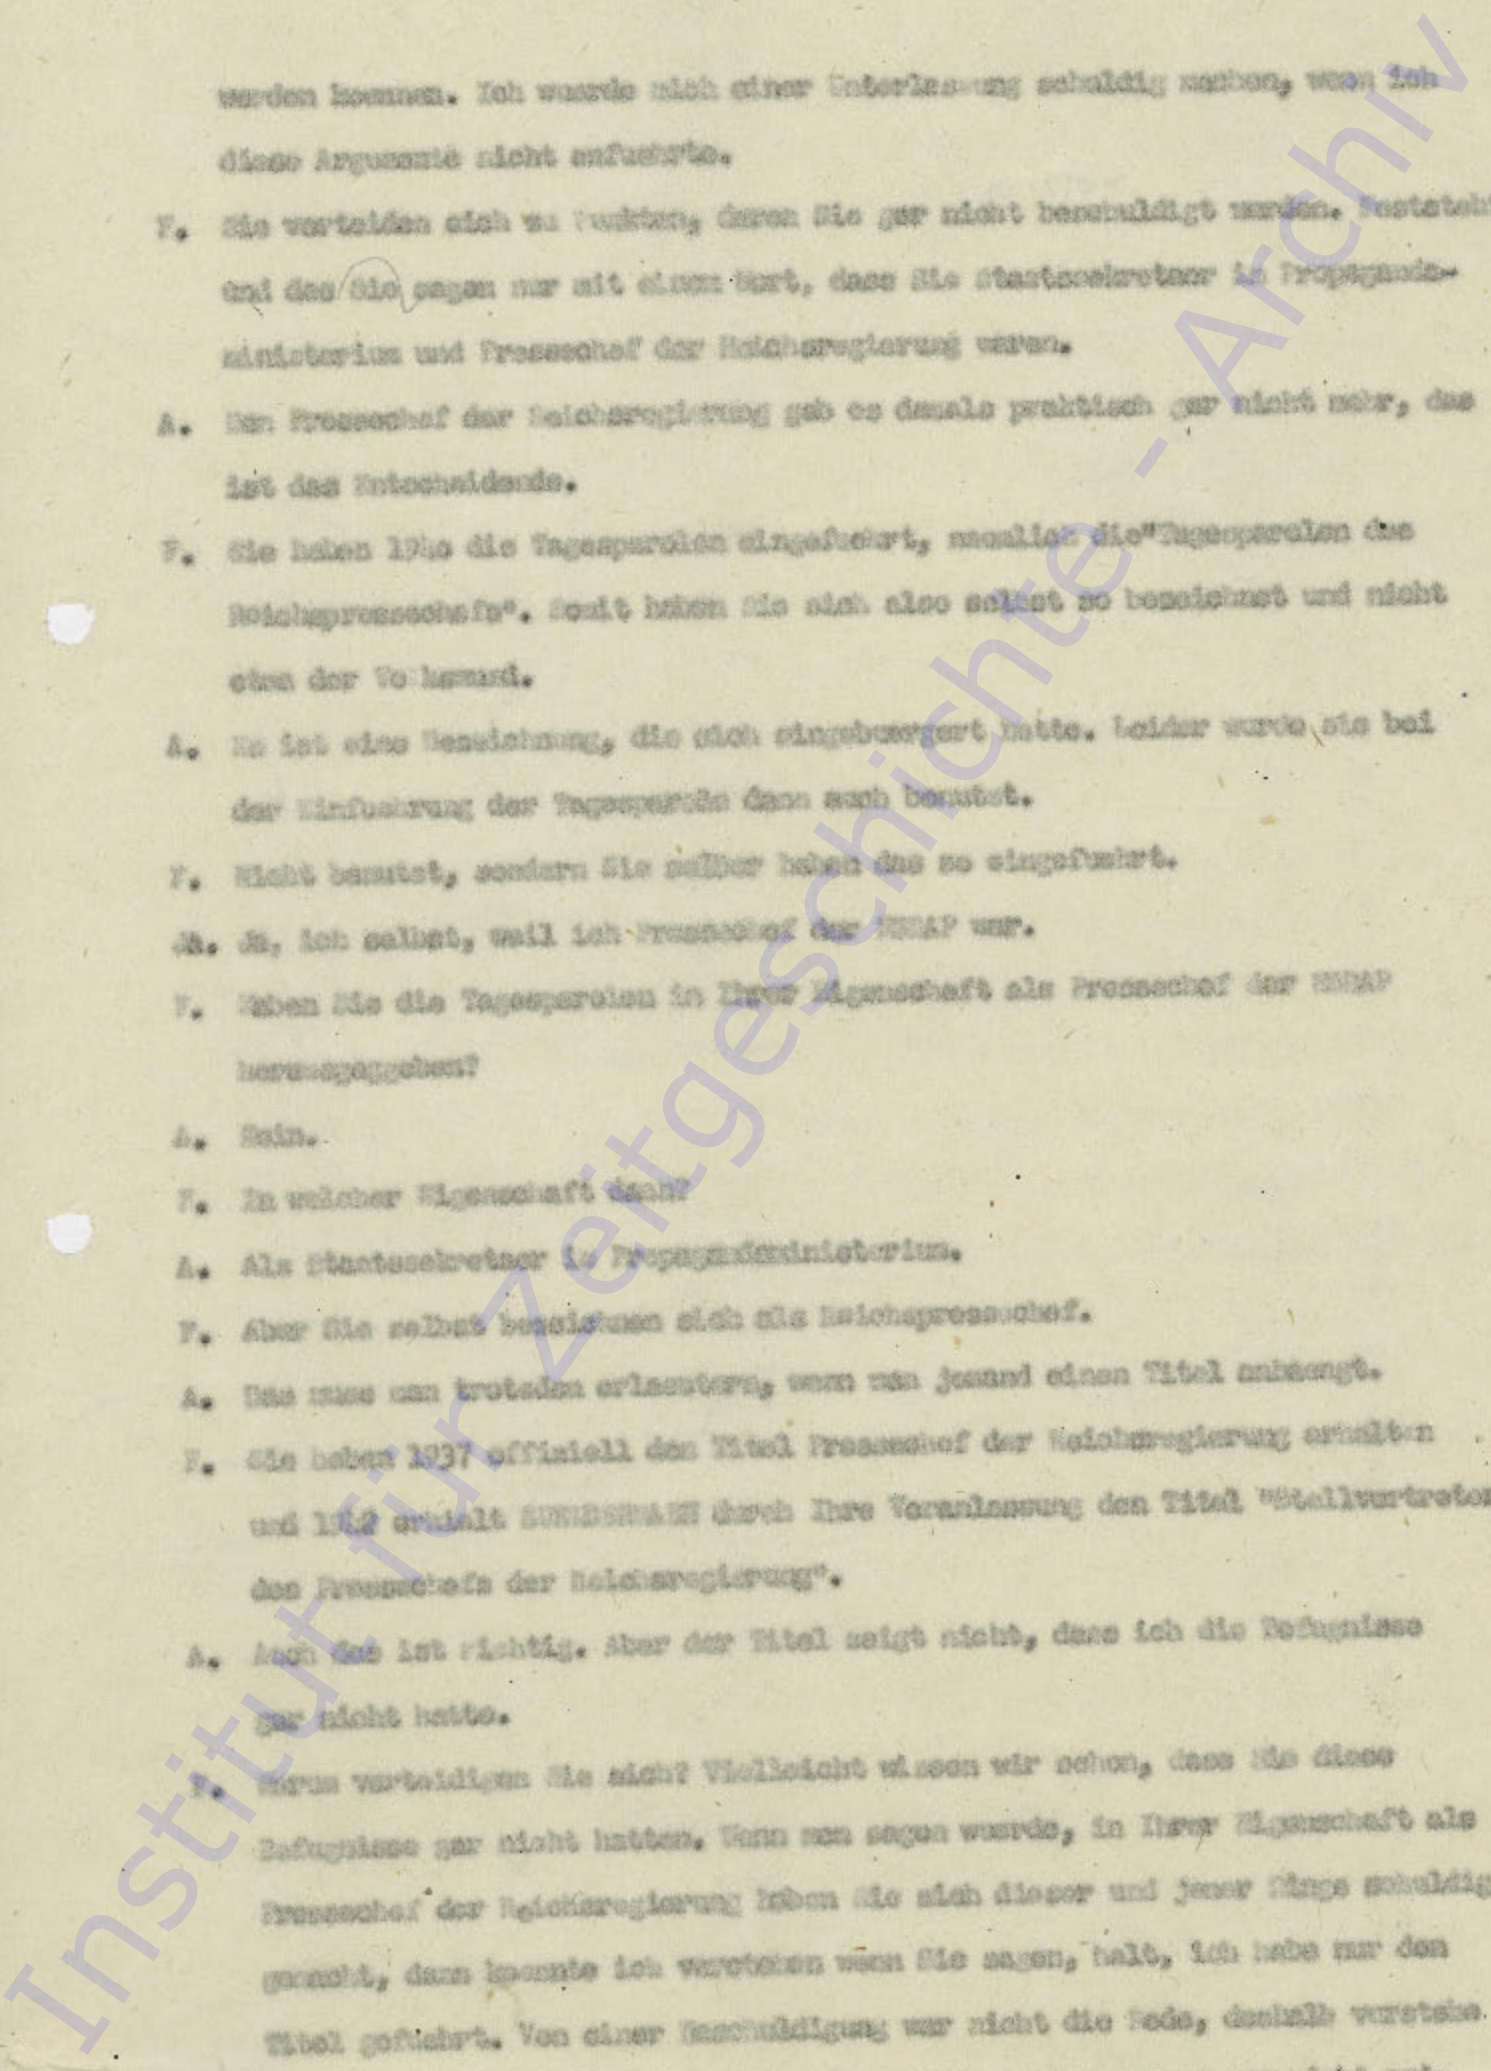 werden koennen. Ich wuerde mich einer Unterlassung schuldig machen, wenn ich
diese Argumente nicht anfuehrte.
F. Sie verteiden sich zu Punkten, deren Sie gar nicht beschuldigt werden. Feststeht
und das Sie sagen nur mit einem Wort, dass Sie Staatssekretaer im Propaganda-
ministerium und Pressechef der Reichsregierung waren.
A. Den Pressechef der Reichsregierung gab es damals praktisch gar nicht mehr, das
ist das Entscheidende.
F. Sie haben 194o die Tagesparolen eingefuehrt, naemlich die "Tagesparolen des
Reichspressechefs". Somit haben Sie sich also selbst so bezeichnet und nicht
etwa der Volksmund.
A. Es ist eine Bezeichnung, die sich eingebuergert hatte. Leider wurde sie bei
der Einfuehrung der Tagesparole dann auch benutzt.
F. Nicht benutzt, sondern Sie selber haben das so eingefuehrt.
JA. Ja, ich selbst, weil ich Pressechef der NSDAP war.
F. Haben Sie die Tagesparolen in Ihrer Eigenschaft als Pressechef der NSDAP
herausgeggeben?
A. Nein.
F. In welcher Eigenschaft dann?
A. Als Staatssekretaer im Propagandaministerium.
F. Aber Sie selbst bezeichnen sich als Reichspressechef.
A. Das muss man trotzdem erlaeutern, wenn man jemand einen Titel anhaengt.
F. Sie haben 1937 offiziell den Titel Pressechef der Reichsregierung erhalten
und erhielt SUENDERMANN durch Ihre Veranlassung den Titel "Stellvertreter
des Pressechefs der Reichsregierung".
A. Auch das ist richtig. Aber der Titel zeigt nicht, dass ich die Befugnisse
gar nicht hatte.
F. Warum verteidigen Sie sich? Vielleicht wissen wir schon, dass Sie diese
Befugnisse gar nicht hatten. Wenn man sagen wuerde, in Ihrer Eigenschaft als
Pressechef der Reichsregierung haben Sie sich dieser und jener Dinge schuldig
gemacht, dann koennte ich verstehen wenn Sie sagen, halt, ich habe nur den
Titel gefuehrt. Von einer Beschuldigung war nicht die Rede, deshalb verstehe
Institut für Zeitgeschichte - Archiv